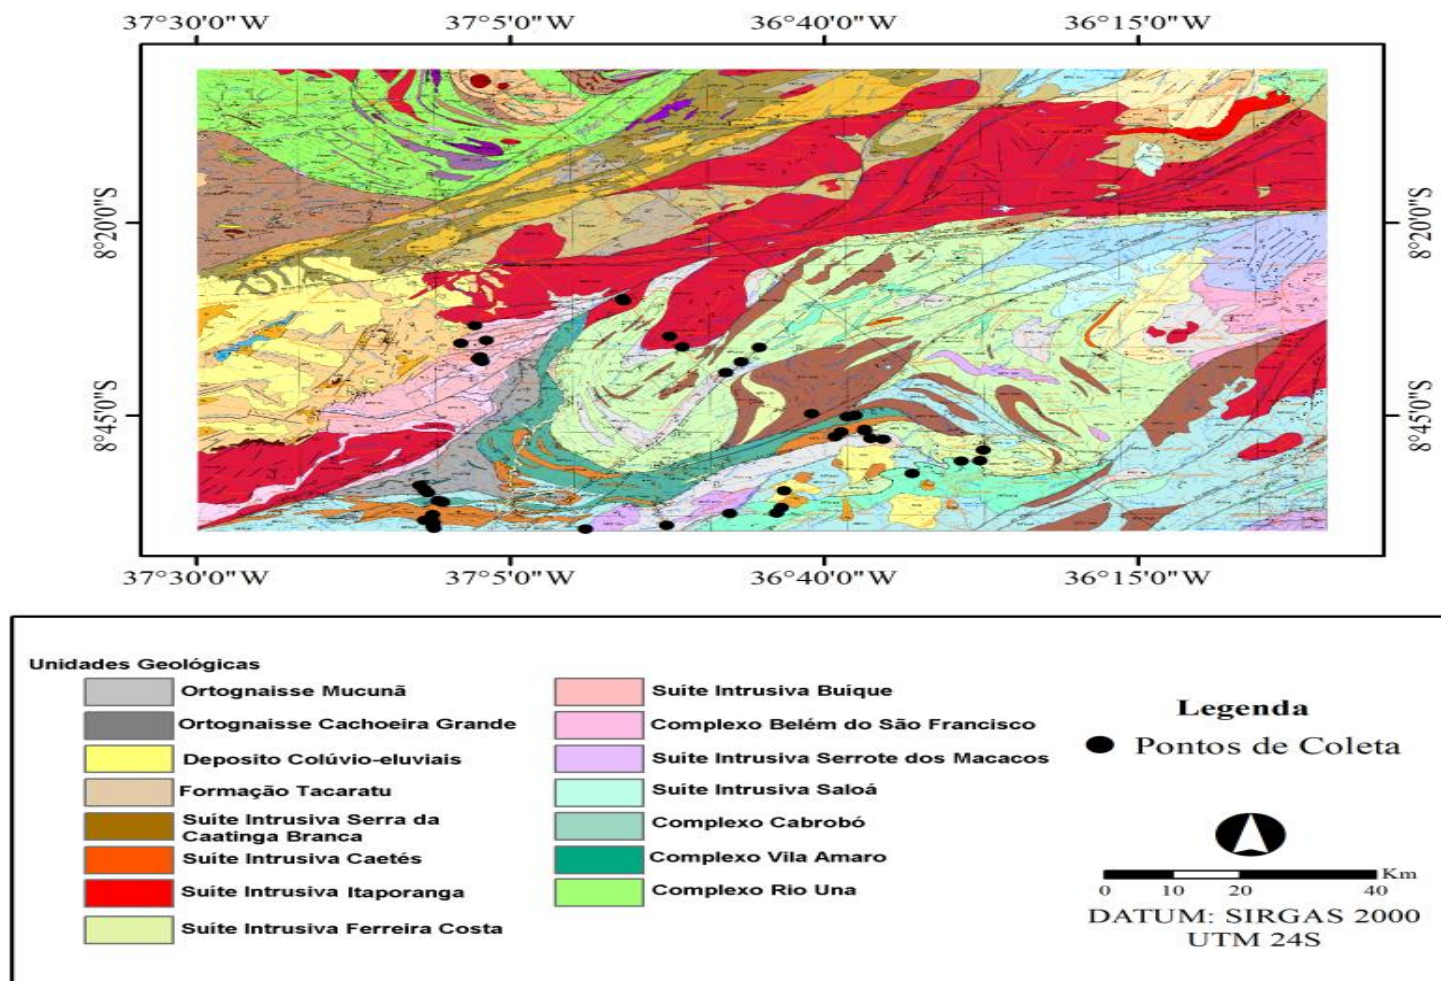 37°30'0"W 37°5'0"W 36°40'0"W 36°15'0"W
8°20'0"S 8°20'0"S
8°45'0"S 8°45'0"S
37°30'0"W 37°5'0"W 36°40'0"W 36°15'0"W
Unidades Geológicas
Ortognaisse Mucunã
Ortognaisse Cachoeira Grande
Deposito Colúvio-eluviais
Formação Tacaratu
Suíte Intrusiva Serra da
Caatinga Branca
Suíte Intrusiva Caetés
Suíte Intrusiva Itaporanga
Suíte Intrusiva Ferreira Costa
Suíte Intrusiva Buíque
Complexo Belém do São Francisco
Suíte Intrusiva Serrote dos Macacos
Suíte Intrusiva Saloá
Complexo Cabrobó
Complexo Vila Amaro
Complexo Rio Una
Legenda
Pontos de Coleta
Km
0 10 20 40
DATUM: SIRGAS 2000
UTM 24S